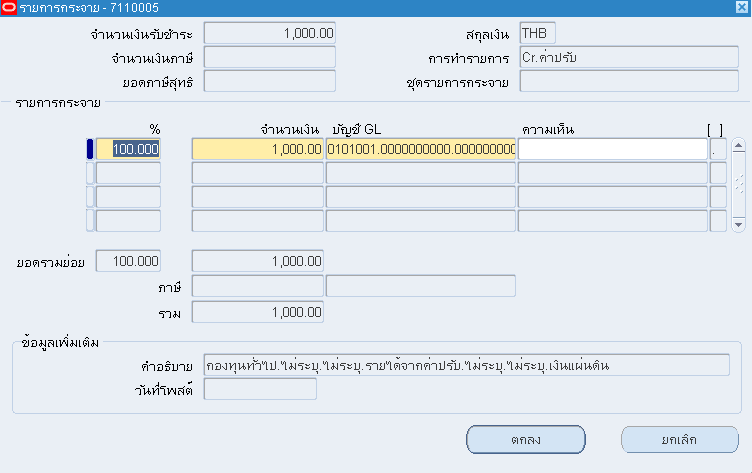 รายการกระจาย - 7110005
จำนวนเงินรับชำระ 1,000.00 สกุลเงิน THB
จำนวนเงินภาษี การทำรายการ Cr.ค่าปรับ
ยอดภาษีสุทธิ ชุดรายการกระจาย
รายการกระจาย
% จำนวนเงิน บัญชี GL ความเห็น [ ]
100.000 1,000.00 0101001.0000000000.000000000 .
ยอดรวมย่อย 100.000 1,000.00
ภาษี
รวม 1,000.00
ข้อมูลเพิ่มเติม
คำอธิบาย กองทุนทั่วไป.ไม่ระบุ.ไม่ระบุ.รายได้จากค่าปรับ.ไม่ระบุ.ไม่ระบุ.เงินแผ่นดิน
วันที่โพสต์
ตกลง ยกเลิก